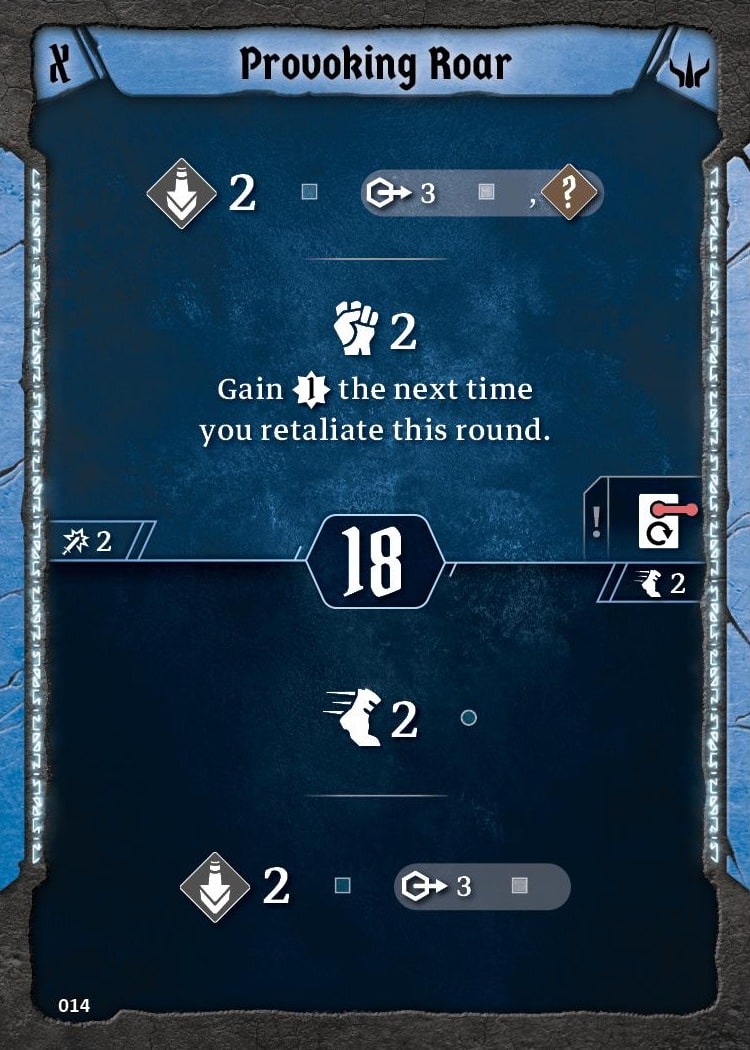 א Provoking Roar
2 3 , ?
2
Gain 1 the next time
you retaliate this round.
!
2 18 2
2
2 3
014